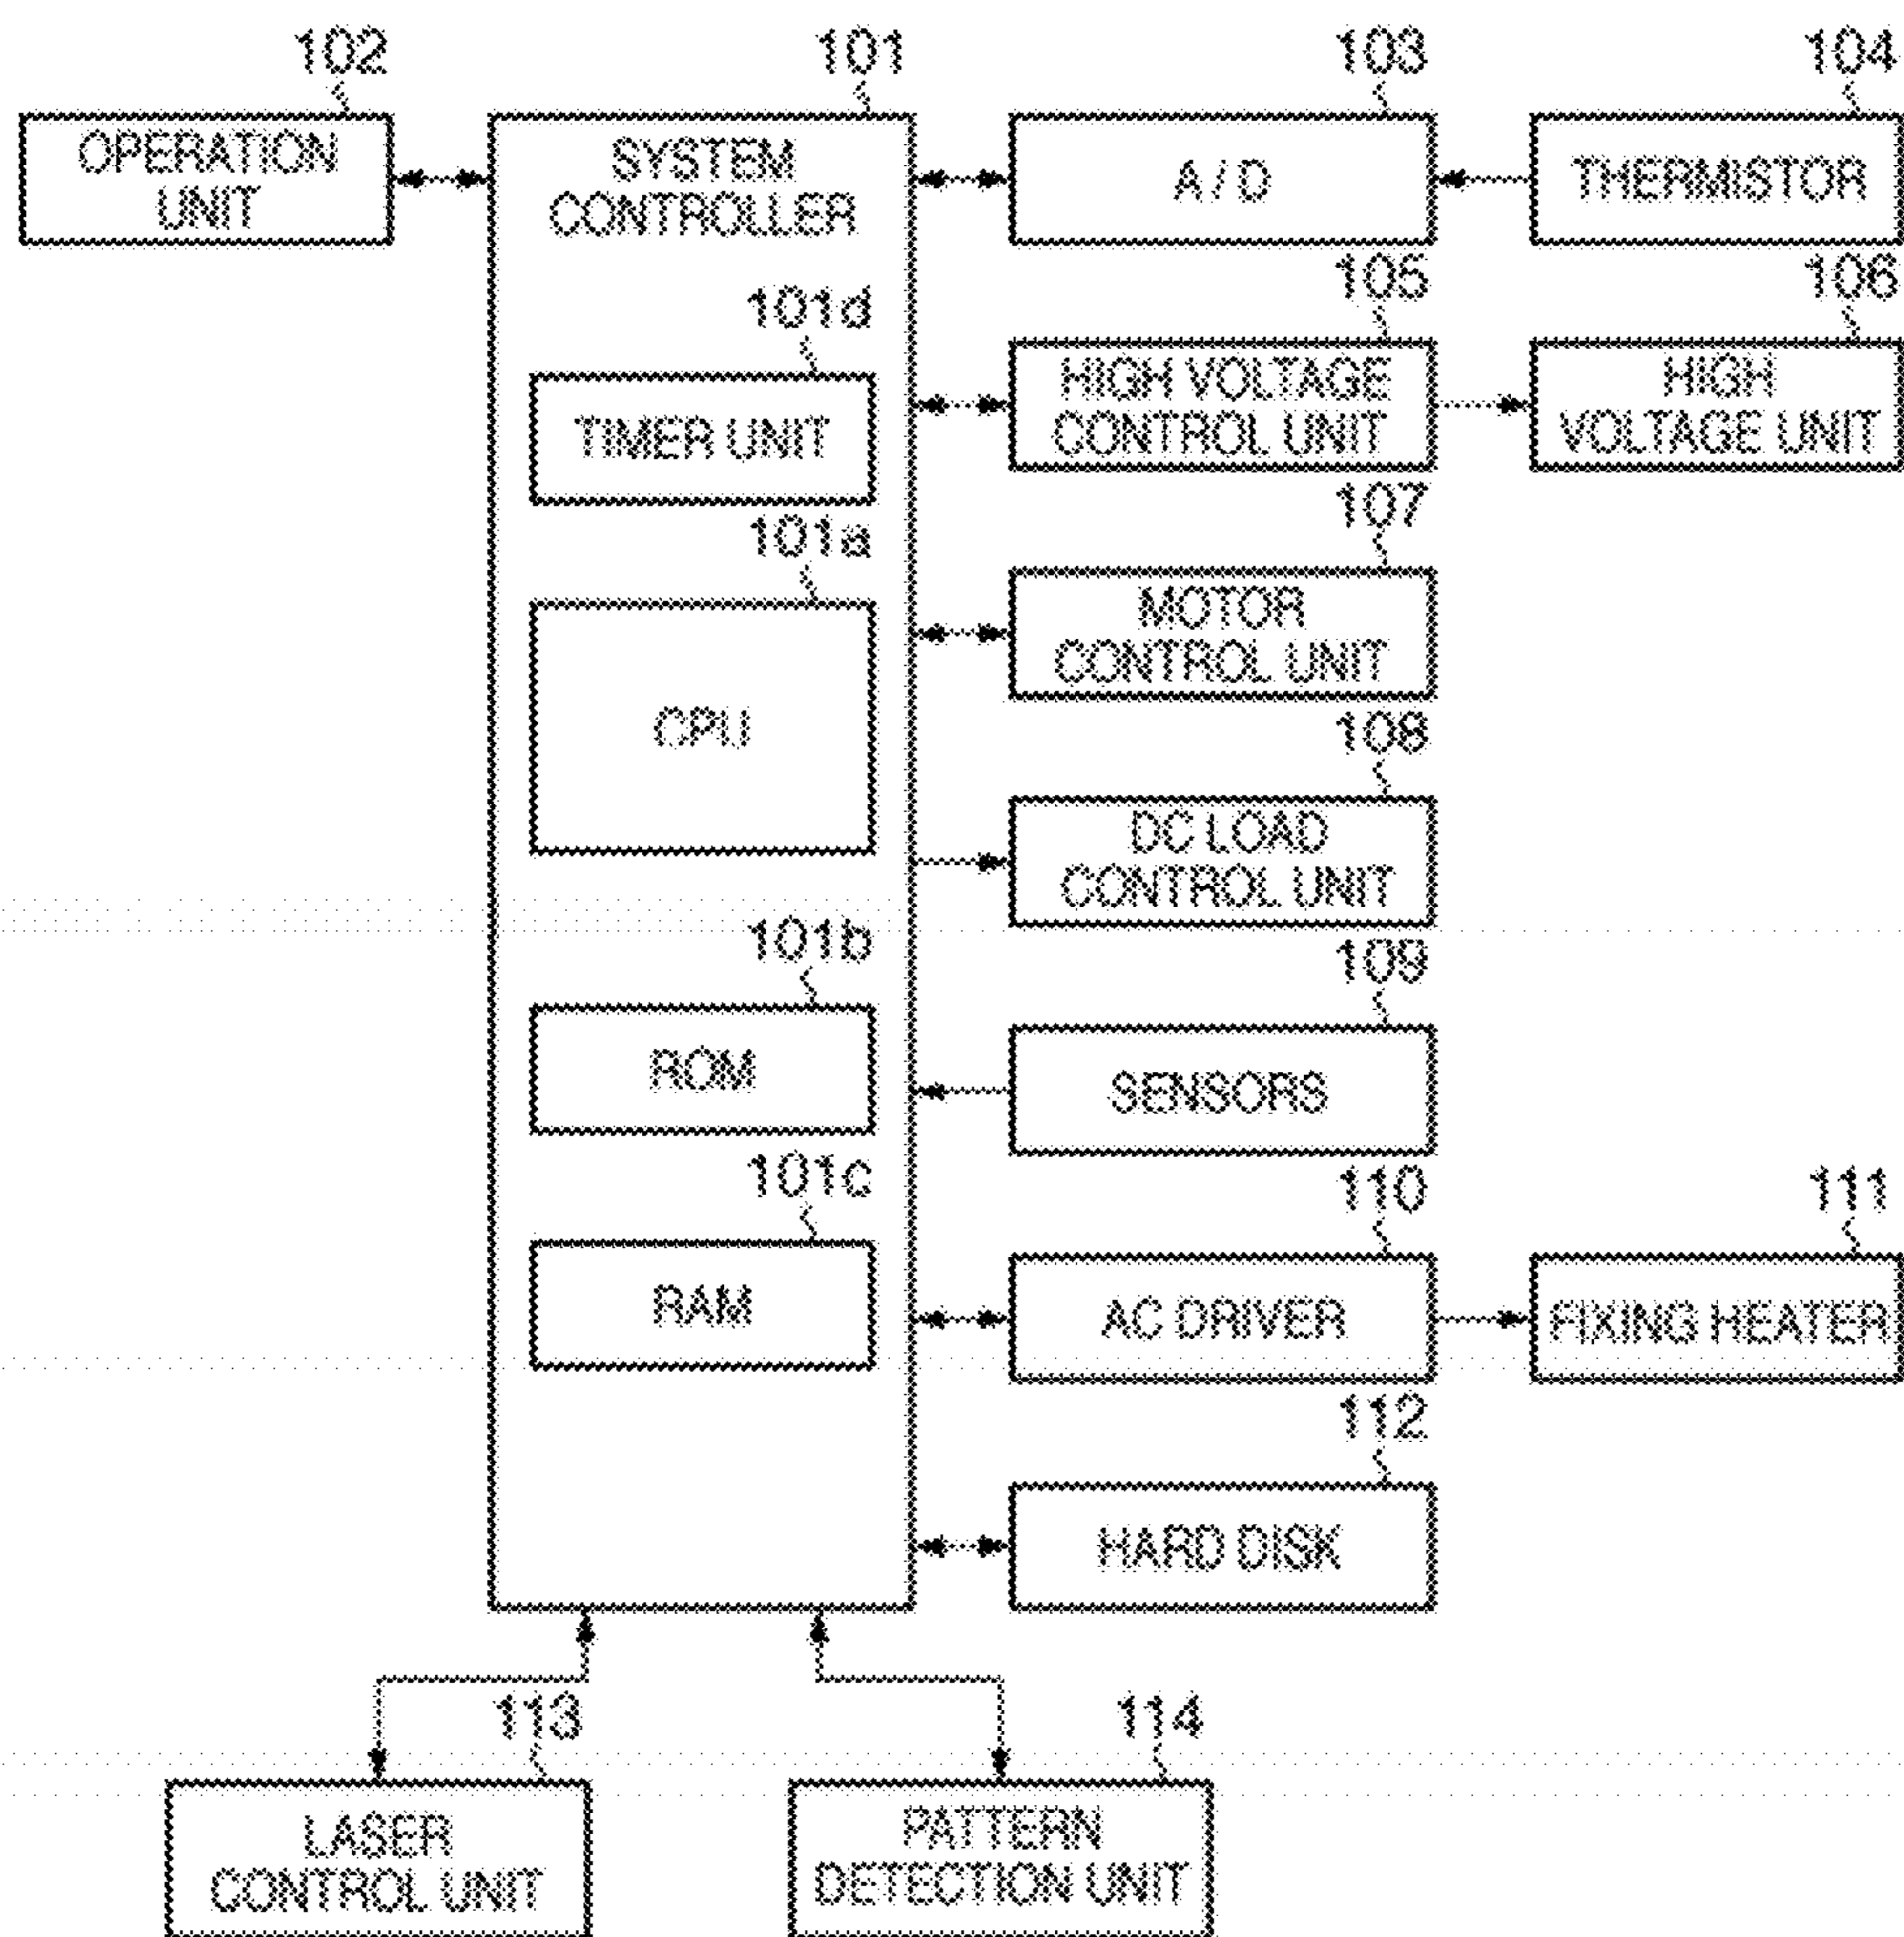 102
101
103
104
OPERATION
UNIT
SYSTEM
CONTROLLER
A / D
THERMISTOR
105
106
101d
HIGH VOLTAGE
CONTROL UNIT
HIGH
VOLTAGE UNIT
TIMER UNIT
107
101a
MOTOR
CONTROL UNIT
CPU
108
DC LOAD
CONTROL UNIT
101b
109
ROM
SENSORS
101c
110
111
RAM
AC DRIVER
FIXING HEATER
112
HARD DISK
113
114
LASER
CONTROL UNIT
PATTERN
DETECTION UNIT